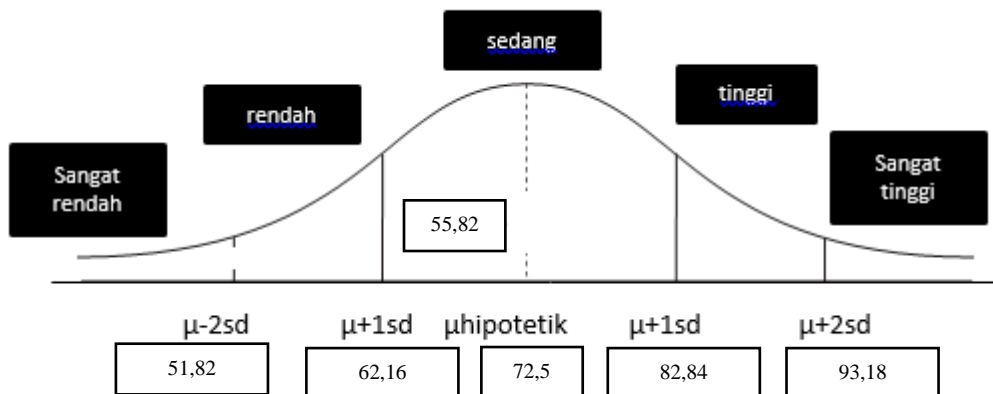 sedang
rendah
tinggi
Sangat
rendah
Sangat
tinggi
55,82
μ-2sd μ+1sd μhipotetik μ+1sd μ+2sd
51,82 62,16 72,5 82,84 93,18